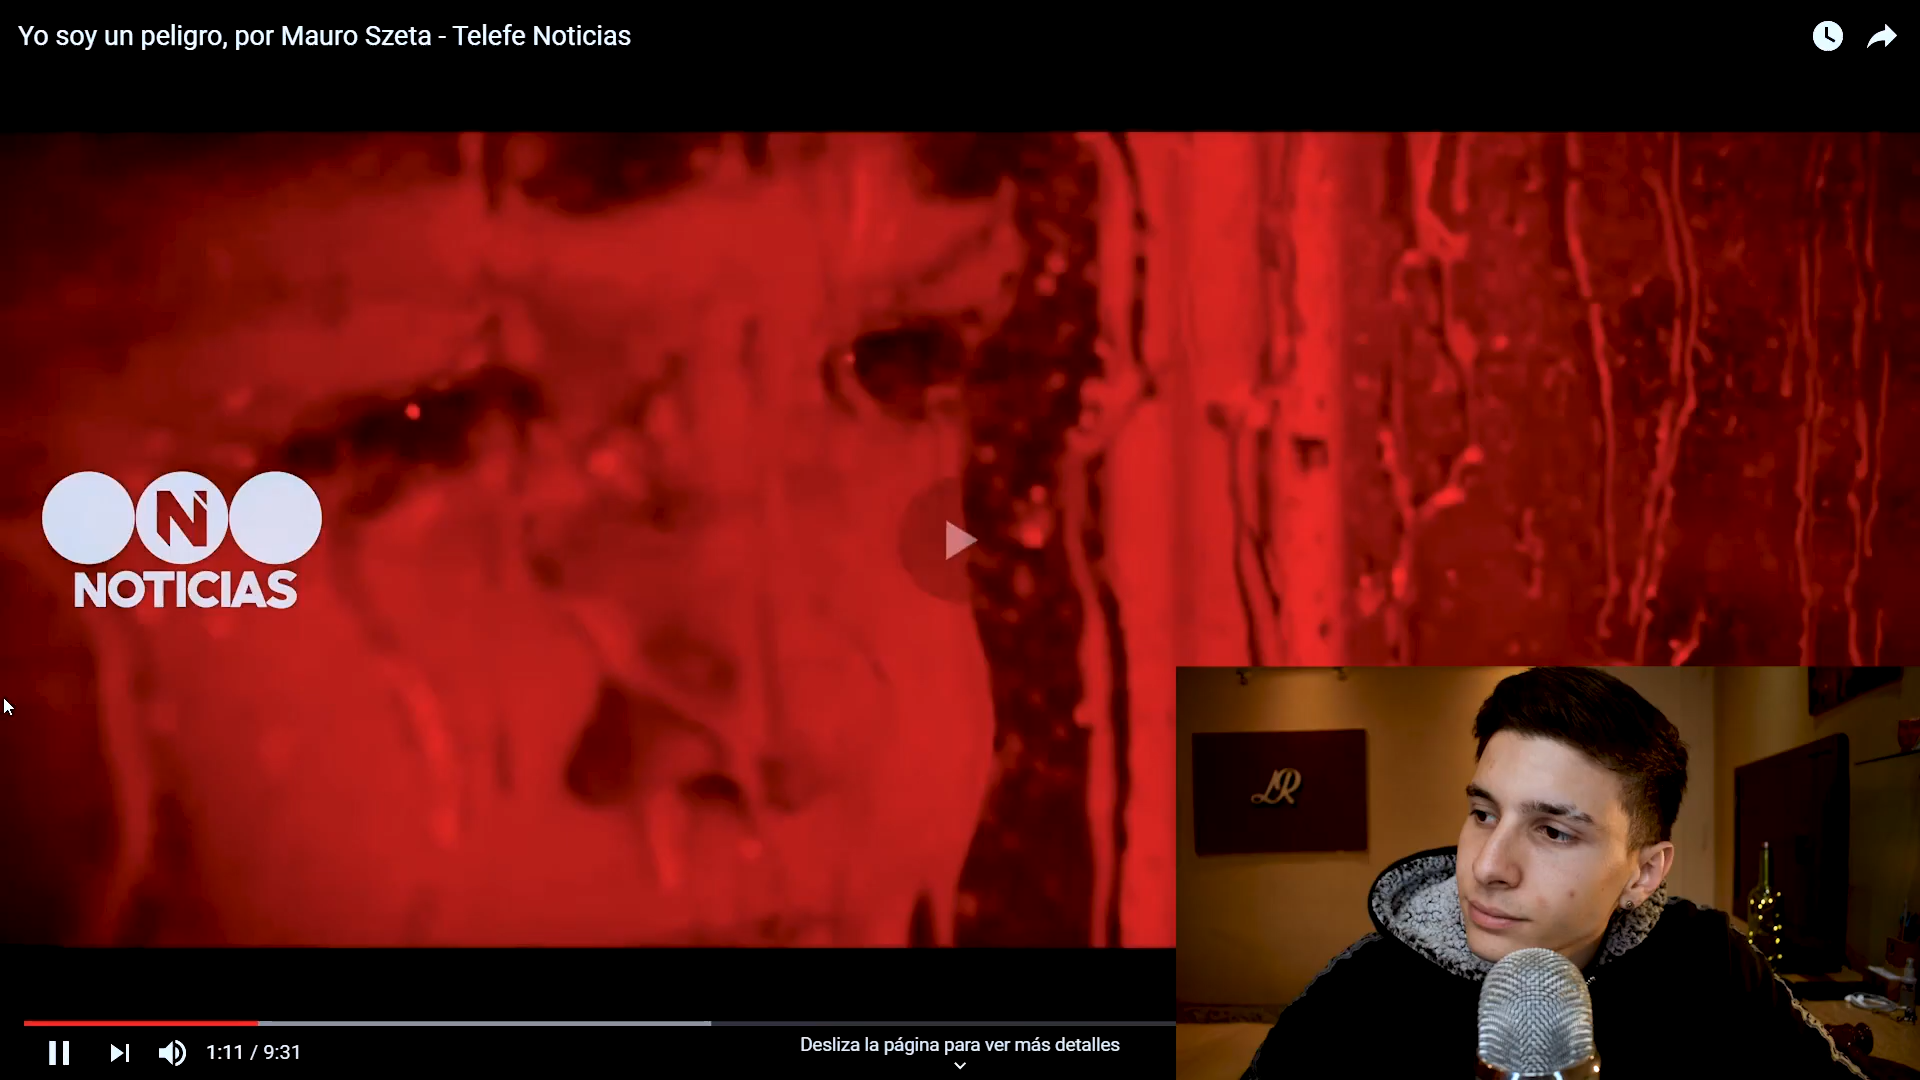 Yo soy un peligro, por Mauro Szeta - Telefe Noticias
N
NOTICIAS
LR
1:11 / 9:31
Desliza la página para ver más detalles